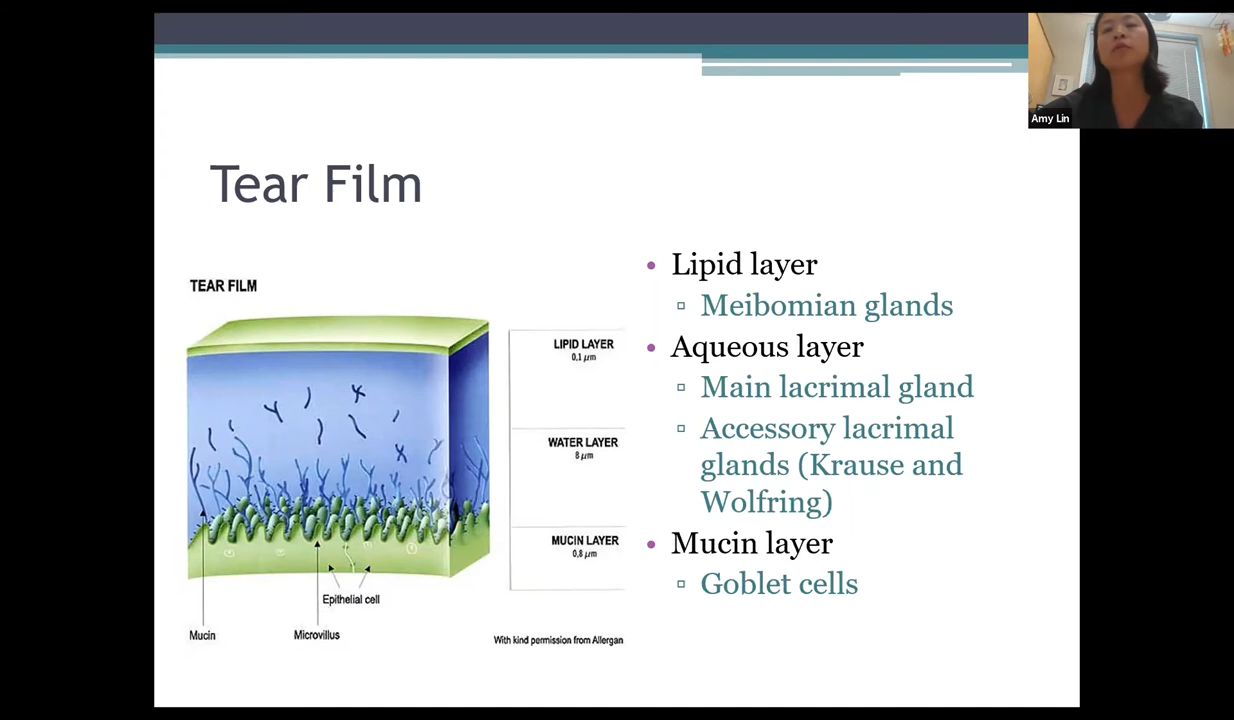 Amy Lin
Tear Film
TEAR FILM
LIPID LAYER
0,1 µm
WATER LAYER
8 µm
MUCIN LAYER
0,8 µm
Epithelial cell
Mucin
Microvillus
With kind permission from Allergan
• Lipid layer
▫ Meibomian glands
• Aqueous layer
▫ Main lacrimal gland
▫ Accessory lacrimal
glands (Krause and
Wolfring)
• Mucin layer
▫ Goblet cells